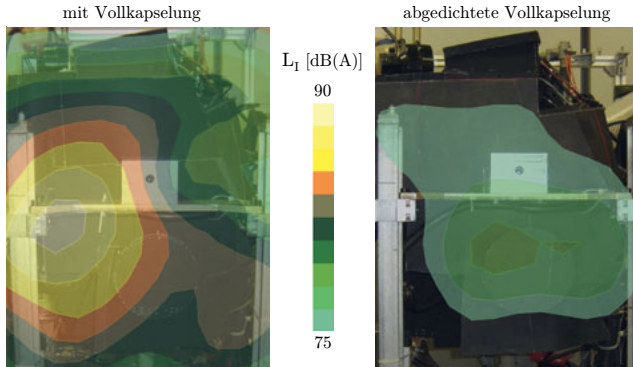 mit Vollkapselung
abgedichtete Vollkapselung
L_I [dB(A)]
90
75